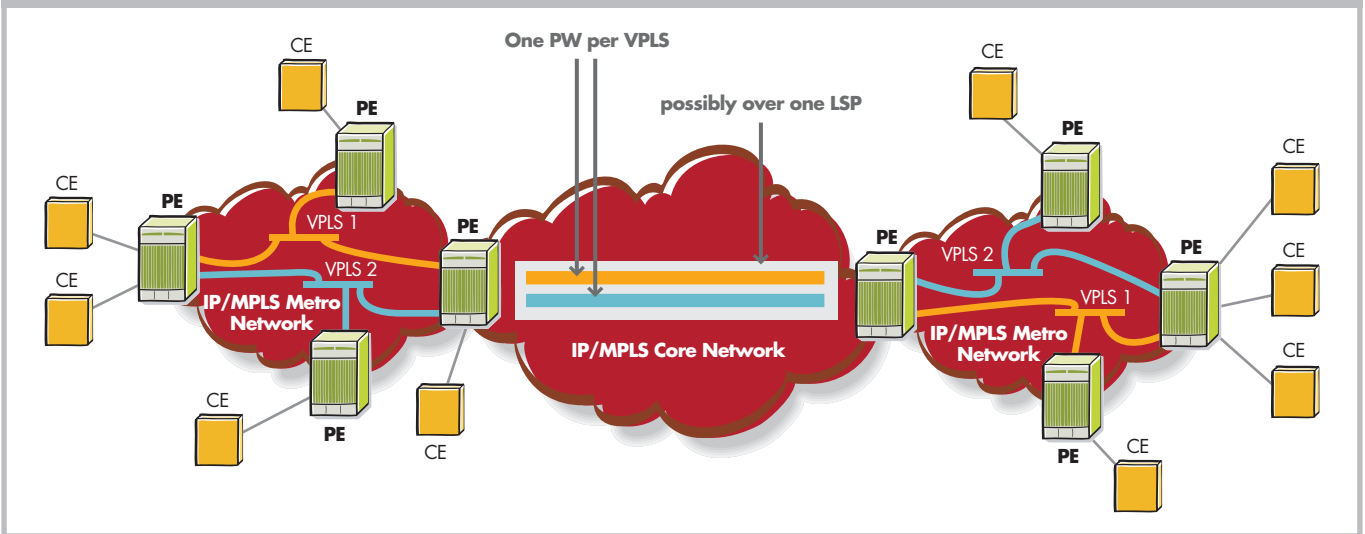 One PW per VPLS
possibly over one LSP
CE
PE
CE
PE
CE
VPLS 1
VPLS 2
IP/MPLS Metro
Network
PE
CE
PE
CE
IP/MPLS Core Network
CE
PE
PE
VPLS 2
VPLS 1
IP/MPLS Metro
Network
PE
CE
CE
CE
PE
CE